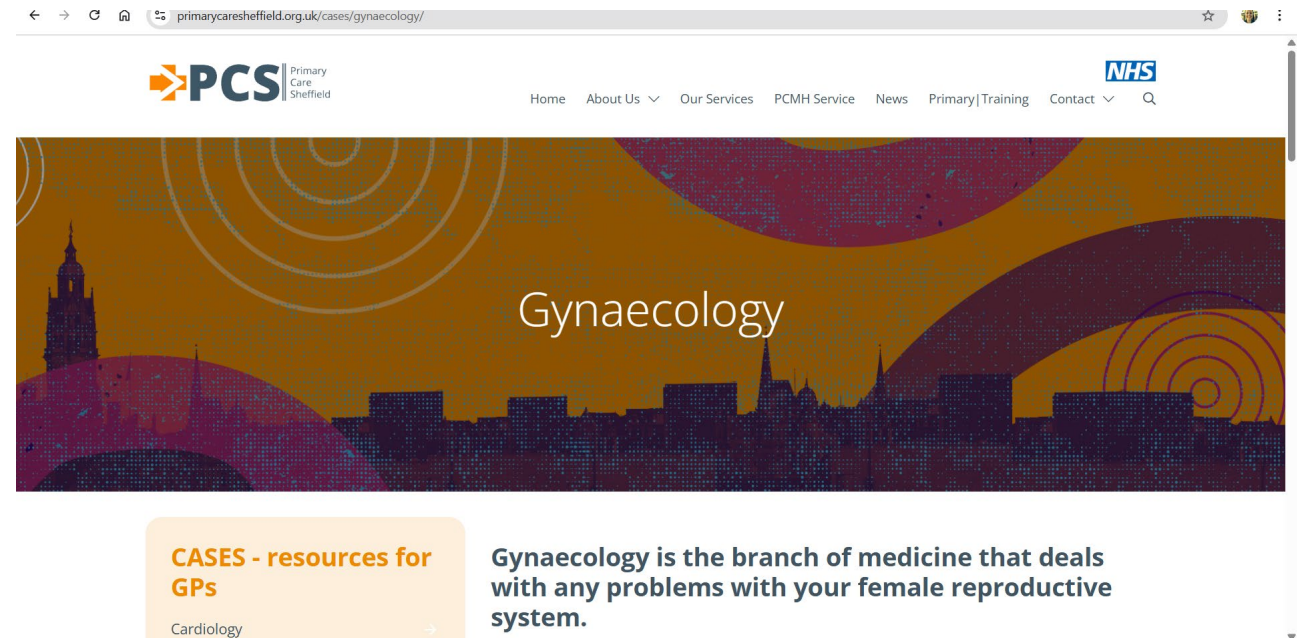 primarycaresheffield.org.uk/cases/gynaecology/
PCS Primary
Care
Sheffield
NHS
Home About Us Our Services PCMH Service News Primary|Training Contact
Gynaecology
CASES - resources for
GPs
Cardiology
Gynaecology is the branch of medicine that deals
with any problems with your female reproductive
system.